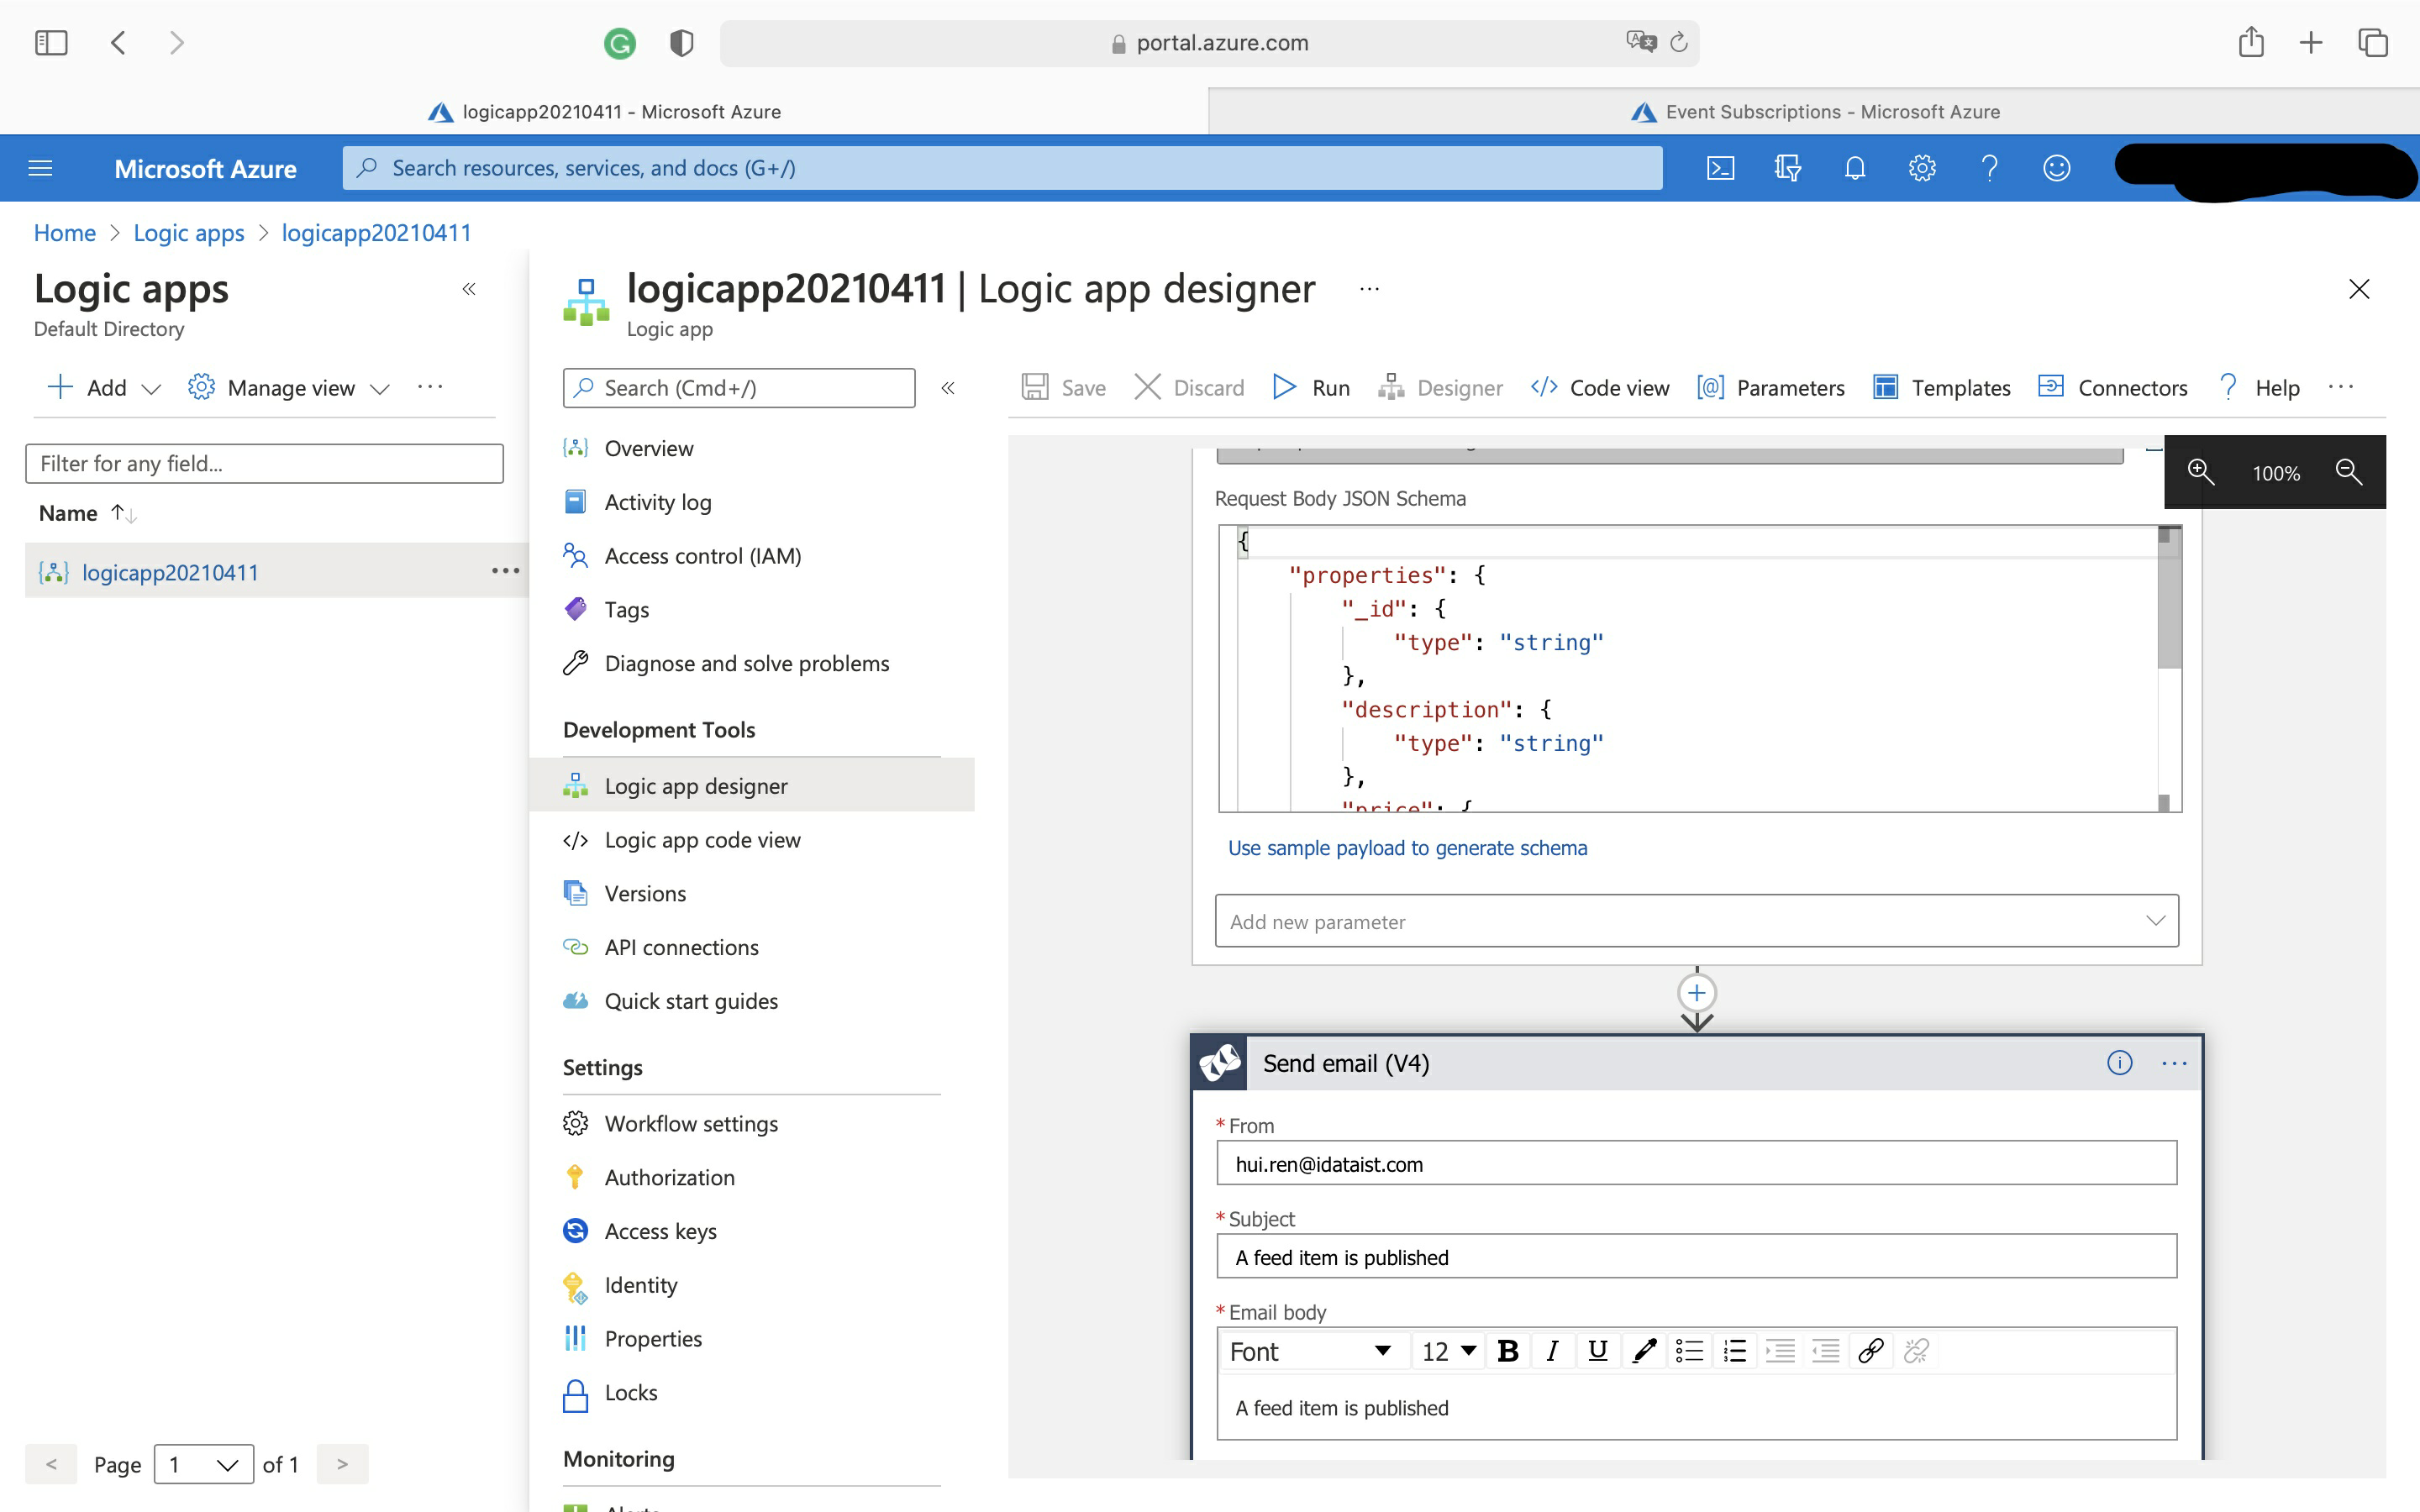 portal.azure.com
logicapp20210411 - Microsoft Azure
Event Subscriptions - Microsoft Azure
Microsoft Azure
Search resources, services, and docs (G+/)
Home > Logic apps > logicapp20210411
Logic apps
Default Directory
Add
Manage view
Filter for any field...
Name
logicapp20210411
Page 1 of 1
logicapp20210411 | Logic app designer
Logic app
Search (Cmd+/)
Overview
Activity log
Access control (IAM)
Tags
Diagnose and solve problems
Development Tools
Logic app designer
Logic app code view
Versions
API connections
Quick start guides
Settings
Workflow settings
Authorization
Access keys
Identity
Properties
Locks
Monitoring
Save
Discard
Run
Designer
Code view
Parameters
Templates
Connectors
Help
100%
Request Body JSON Schema
{
"properties": {
"_id": {
"type": "string"
},
"description": {
"type": "string"
},
"price": {
Use sample payload to generate schema
Add new parameter
Send email (V4)
* From
hui.ren@idataist.com
* Subject
A feed item is published
* Email body
Font
12
B I U
A feed item is published